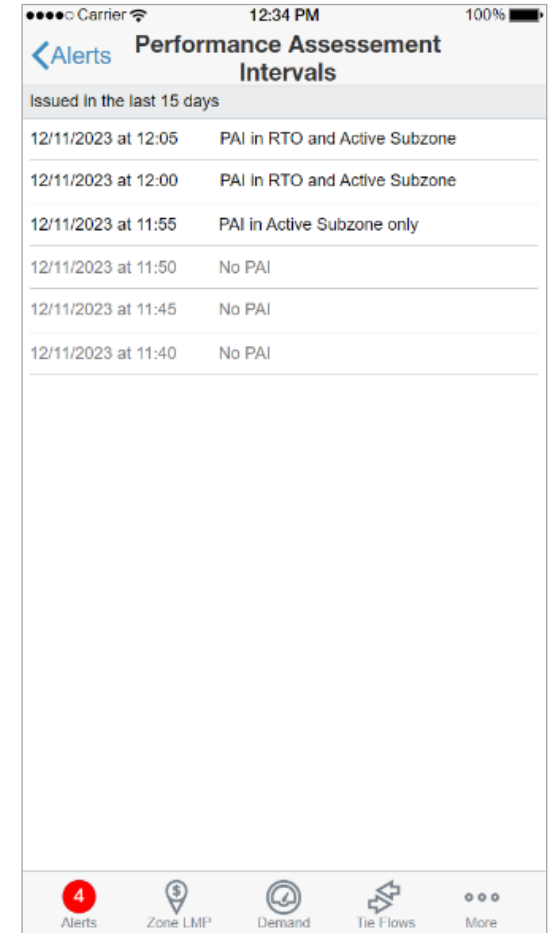 Carrier 12:34 PM 100%
Alerts
Performance Assessement
Intervals
Issued in the last 15 days
12/11/2023 at 12:05 PAI in RTO and Active Subzone
12/11/2023 at 12:00 PAI in RTO and Active Subzone
12/11/2023 at 11:55 PAI in Active Subzone only
12/11/2023 at 11:50 No PAI
12/11/2023 at 11:45 No PAI
12/11/2023 at 11:40 No PAI
4 $
Alerts Zone LMP Demand Tie Flows More